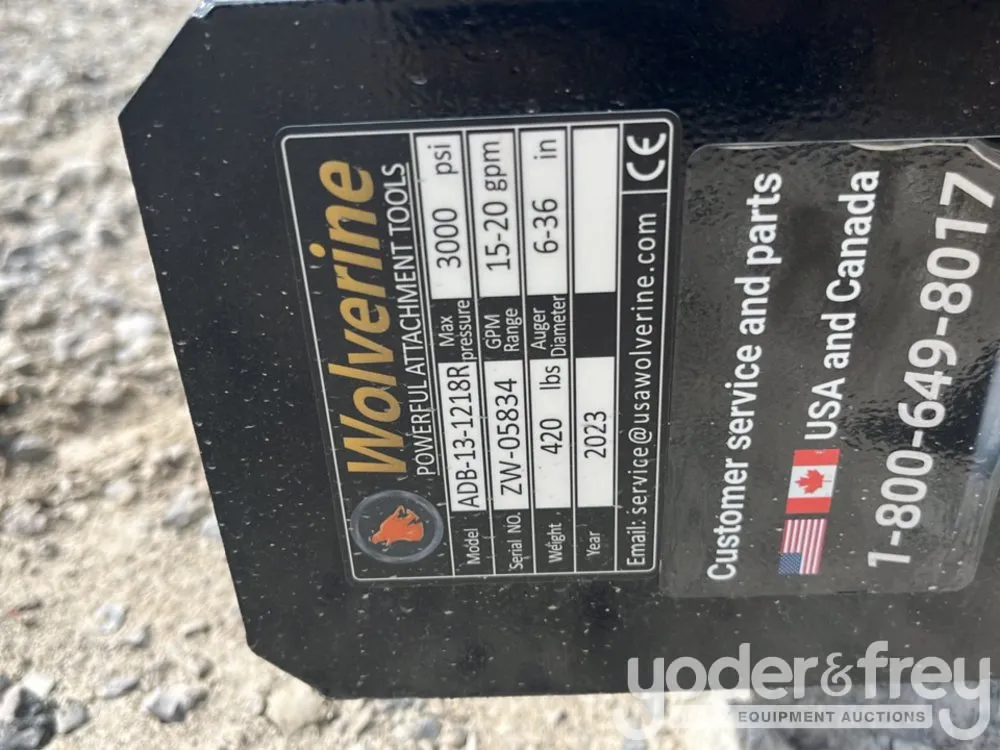 Wolverine
POWERFUL ATTACHMENT TOOLS
Model ADB-13-1218R Max pressure 3000 psi
Serial NO. ZW-05834 GPM Range 15-20 gpm
Weight 420 lbs Auger Diameter 6-36 in
Year 2023
Email: service@usawolverine.com CE
Customer service and parts
USA and Canada
1-800-649-8017
yoder&frey
EQUIPMENT AUCTIONS